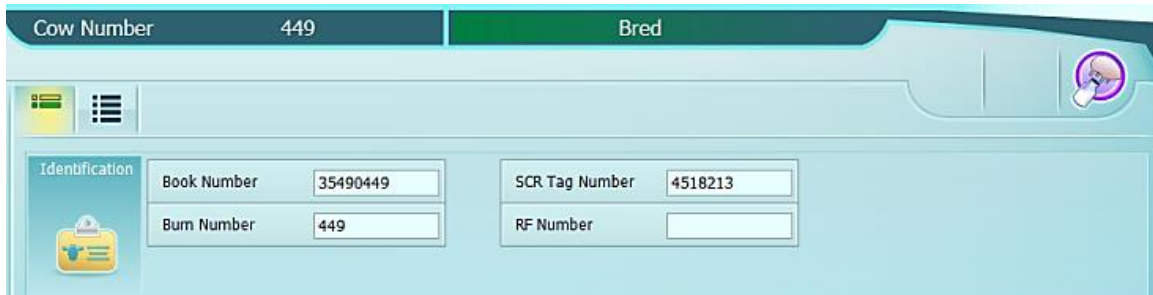 Cow Number 449 Bred
Identification
Book Number 35490449 SCR Tag Number 4518213
Burn Number 449 RF Number